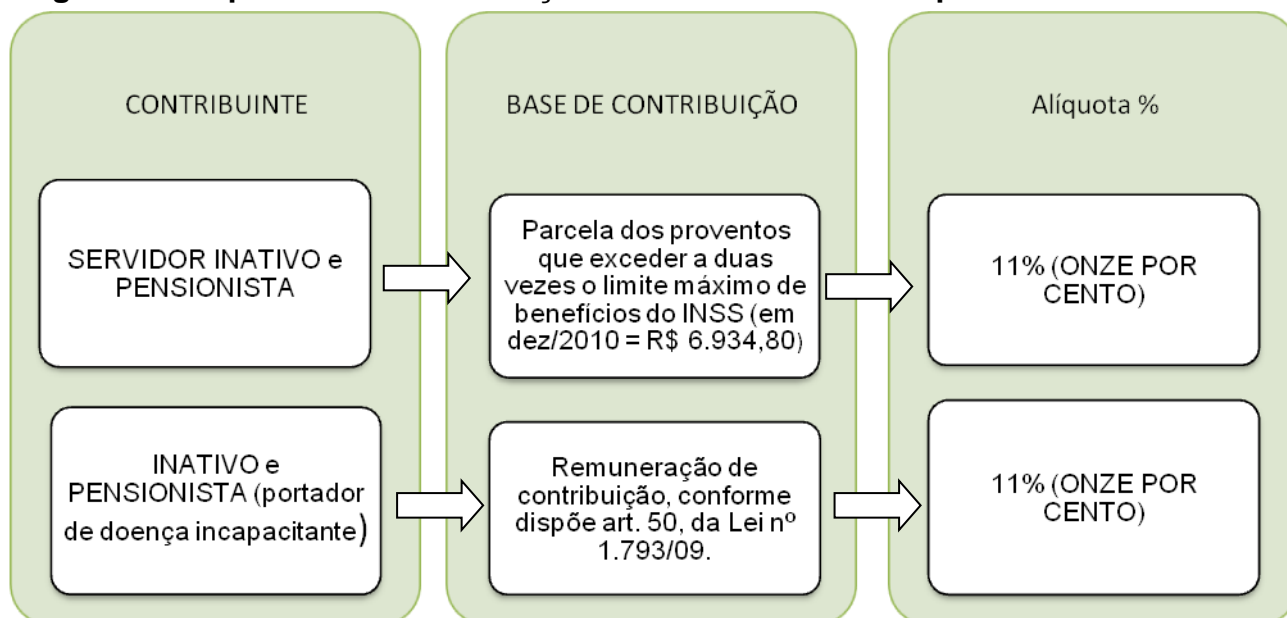 CONTRIBUINTE
BASE DE CONTRIBUIÇÃO
Alíquota %
SERVIDOR INATIVO e
PENSIONISTA
Parcela dos proventos
que exceder a duas
vezes o limite máximo de
benefícios do INSS (em
dez/2010 = R$ 6.934,80)
11% (ONZE POR
CENTO)
INATIVO e
PENSIONISTA (portador
de doença incapacitante)
Remuneração de
contribuição, conforme
dispõe art. 50, da Lei nº
1.793/09.
11% (ONZE POR
CENTO)